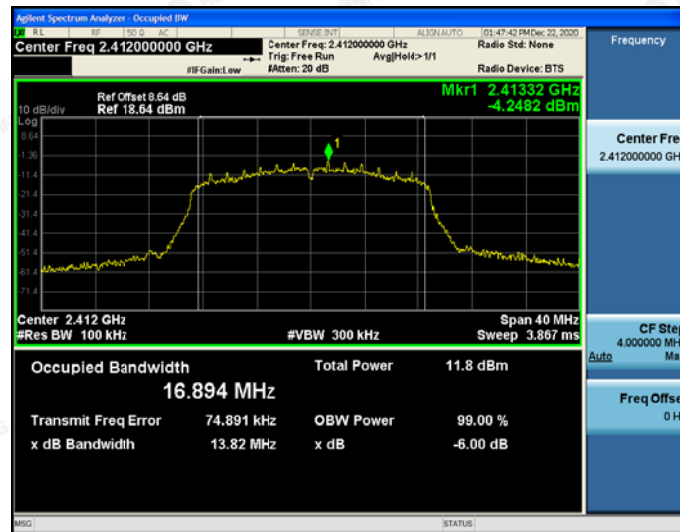 Agilent Spectrum Analyzer - Occupied BW
RL RF 50 Ω AC SENSE:INT ALIGN AUTO 01:47:42 PM Dec 22, 2020
Center Freq 2.412000000 GHz
Center Freq: 2.412000000 GHz
Radio Std: None
Trig: Free Run Avg|Hold:>1/1
#IFGain:Low #Atten: 20 dB Radio Device: BTS
Frequency
Mkr1 2.41332 GHz
-4.2482 dBm
Ref Offset 8.64 dB
10 dB/div Ref 18.64 dBm
Log
8.64
1
-1.36
-11.4
-21.4
-31.4
-41.4
-51.4
-61.4
-71.4
Center Fre
2.412000000 GH
Center 2.412 GHz Span 40 MHz
#Res BW 100 kHz #VBW 300 kHz Sweep 3.867 ms
CF Step
4.000000 MH
Auto Ma
Occupied Bandwidth Total Power 11.8 dBm
16.894 MHz
Transmit Freq Error 74.891 kHz OBW Power 99.00 %
x dB Bandwidth 13.82 MHz x dB -6.00 dB
Freq Offse
0 H
MSG STATUS